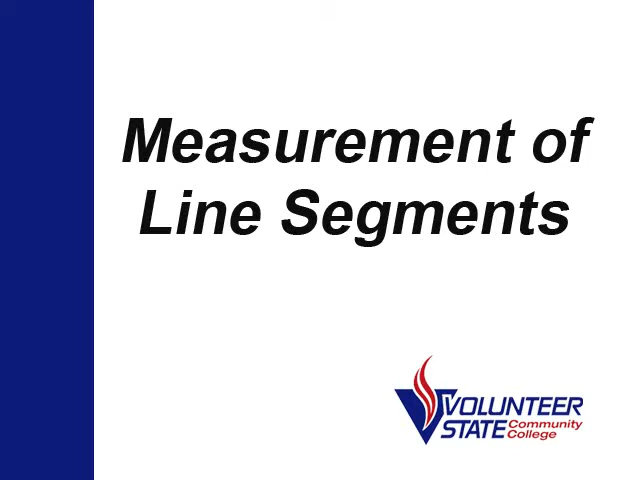 Measurement of
Line Segments
VOLUNTEER
STATE Community
College